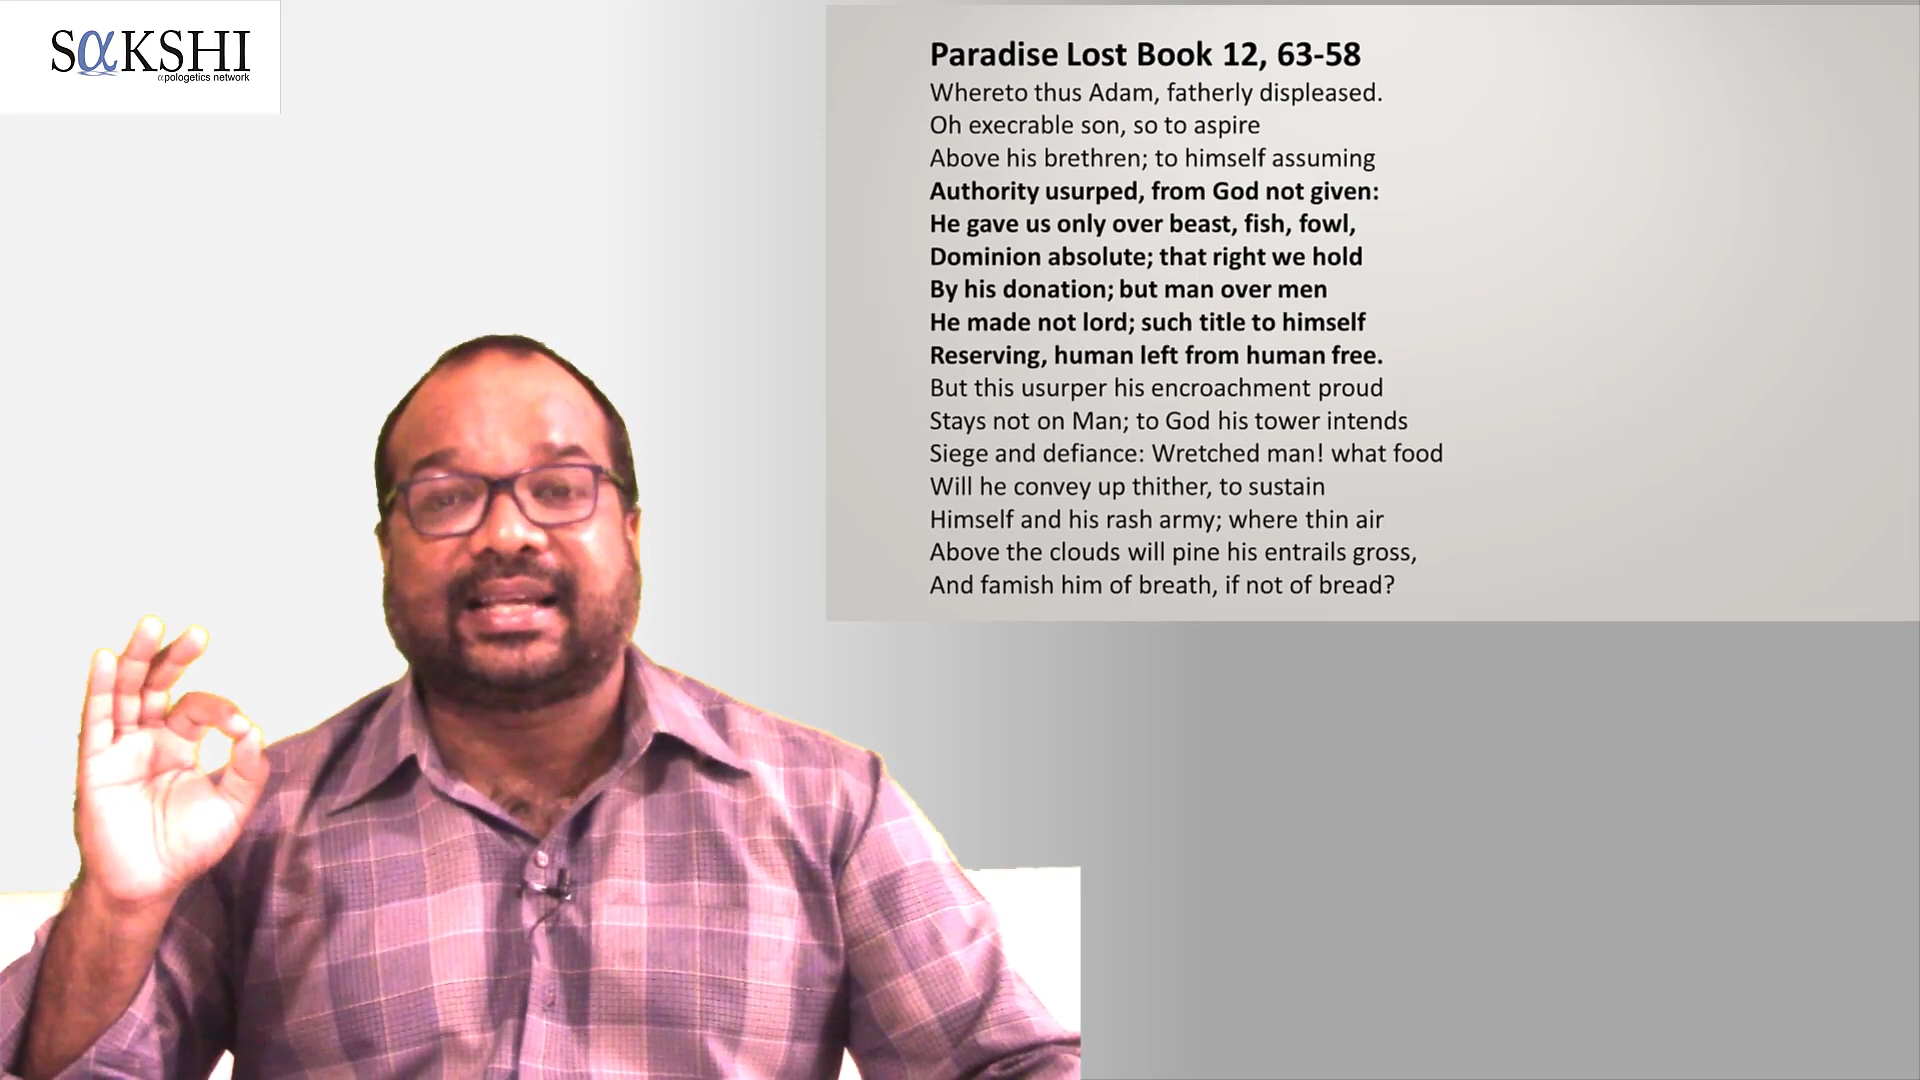 SαKSHI
αpologetics network
Paradise Lost Book 12, 63-58
Whereto thus Adam, fatherly displeased.
Oh execrable son, so to aspire
Above his brethren; to himself assuming
Authority usurped, from God not given:
He gave us only over beast, fish, fowl,
Dominion absolute; that right we hold
By his donation; but man over men
He made not lord; such title to himself
Reserving, human left from human free.
But this usurper his encroachment proud
Stays not on Man; to God his tower intends
Siege and defiance: Wretched man! what food
Will he convey up thither, to sustain
Himself and his rash army; where thin air
Above the clouds will pine his entrails gross,
And famish him of breath, if not of bread?